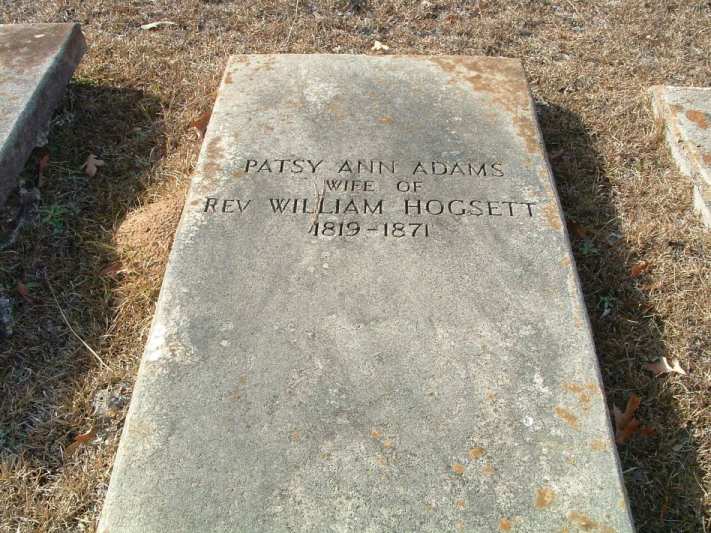 PATSY ANN ADAMS
WIFE OF
REV WILLIAM HOGSETT
1819-1871